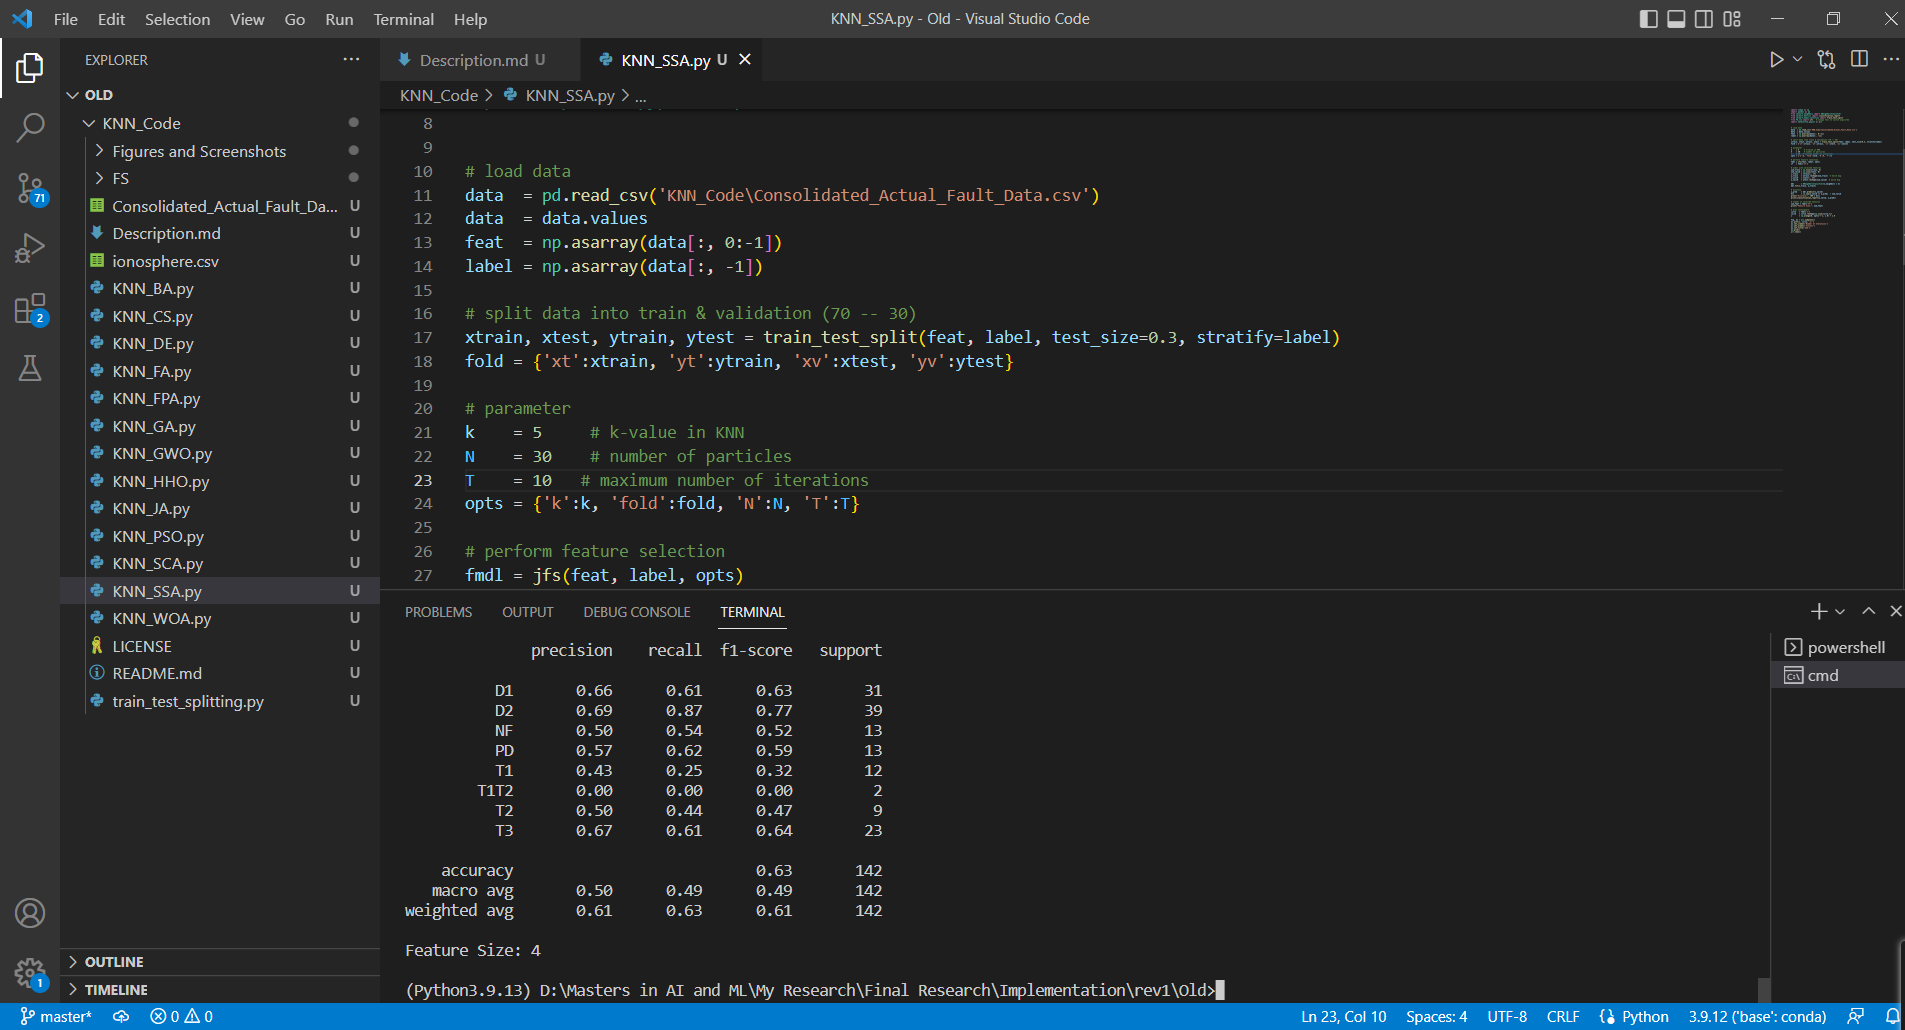 File Edit Selection View Go Run Terminal Help
KNN_SSA.py - Old - Visual Studio Code
EXPLORER
OLD
KNN_Code
Figures and Screenshots
FS
Consolidated_Actual_Fault_Da... U
Description.md U
ionosphere.csv U
KNN_BA.py U
KNN_CS.py U
KNN_DE.py U
KNN_FA.py U
KNN_FPA.py U
KNN_GA.py U
KNN_GWO.py U
KNN_HHO.py U
KNN_JA.py U
KNN_PSO.py U
KNN_SCA.py U
KNN_SSA.py U
KNN_WOA.py U
LICENSE U
README.md U
train_test_splitting.py U
OUTLINE
TIMELINE
71
2
1
Description.md U
KNN_SSA.py U
KNN_Code > KNN_SSA.py > ...
8
9
10 # load data
11 data  = pd.read_csv('KNN_Code\Consolidated_Actual_Fault_Data.csv')
12 data  = data.values
13 feat  = np.asarray(data[:, 0:-1])
14 label = np.asarray(data[:, -1])
15
16 # split data into train & validation (70 -- 30)
17 xtrain, xtest, ytrain, ytest = train_test_split(feat, label, test_size=0.3, stratify=label)
18 fold = {'xt':xtrain, 'yt':ytrain, 'xv':xtest, 'yv':ytest}
19
20 # parameter
21 k    = 5     # k-value in KNN
22 N    = 30    # number of particles
23 T    = 10   # maximum number of iterations
24 opts = {'k':k, 'fold':fold, 'N':N, 'T':T}
25
26 # perform feature selection
27 fmdl = jfs(feat, label, opts)
PROBLEMS OUTPUT DEBUG CONSOLE TERMINAL
precision recall f1-score support
D1 0.66 0.61 0.63 31
D2 0.69 0.87 0.77 39
NF 0.50 0.54 0.52 13
PD 0.57 0.62 0.59 13
T1 0.43 0.25 0.32 12
T1T2 0.00 0.00 0.00 2
T2 0.50 0.44 0.47 9
T3 0.67 0.61 0.64 23
accuracy 0.63 142
macro avg 0.50 0.49 0.49 142
weighted avg 0.61 0.63 0.61 142
Feature Size: 4
(Python3.9.13) D:\Masters in AI and ML\My Research\Final Research\Implementation\rev1\Old>
powershell
cmd
master* 0 0 Ln 23, Col 10 Spaces: 4 UTF-8 CRLF Python 3.9.12 ('base': conda)